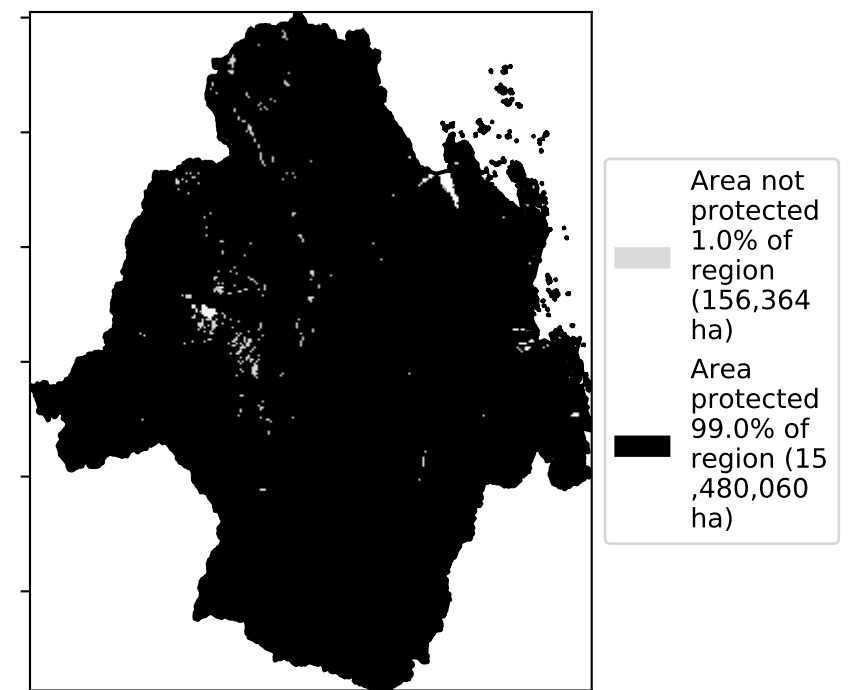 Area not
protected
1.0% of
region
(156,364
ha)
Area
protected
99.0% of
region (15
,480,060
ha)